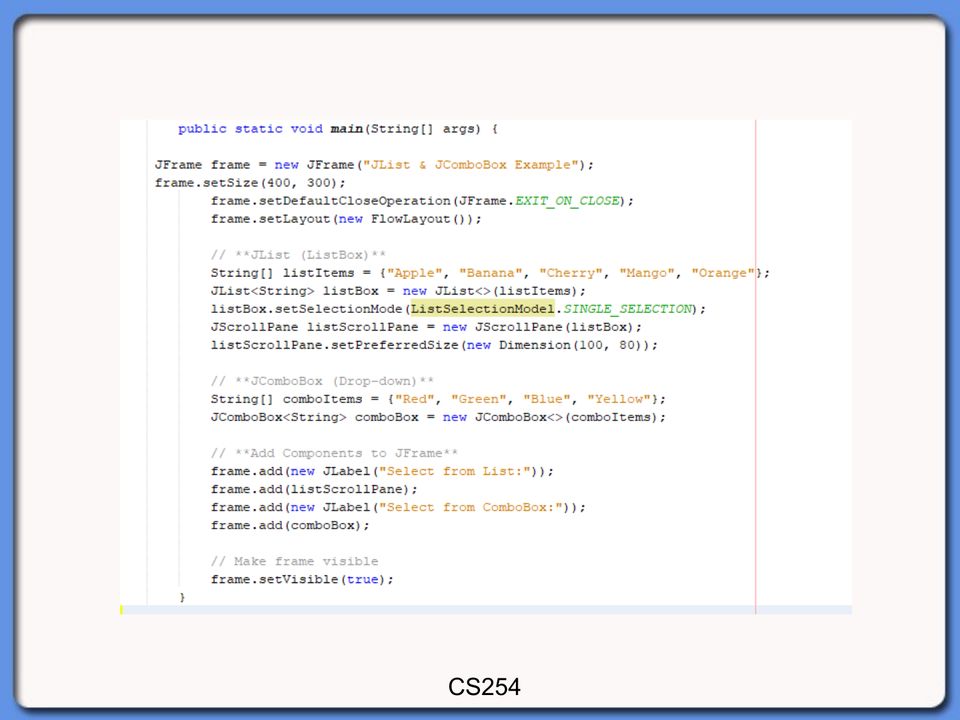 public static void main(String[] args) {
JFrame frame = new JFrame("JList & JComboBox Example");
frame.setSize(400, 300);
frame.setDefaultCloseOperation(JFrame.EXIT_ON_CLOSE);
frame.setLayout(new FlowLayout());
// **JList (ListBox)**
String[] listItems = {"Apple", "Banana", "Cherry", "Mango", "Orange"};
JList<String> listBox = new JList<>(listItems);
listBox.setSelectionMode(ListSelectionModel.SINGLE_SELECTION);
JScrollPane listScrollPane = new JScrollPane(listBox);
listScrollPane.setPreferredSize(new Dimension(100, 80));
// **JComboBox (Drop-down)**
String[] comboItems = {"Red", "Green", "Blue", "Yellow"};
JComboBox<String> comboBox = new JComboBox<>(comboItems);
// **Add Components to JFrame**
frame.add(new JLabel("Select from List:"));
frame.add(listScrollPane);
frame.add(new JLabel("Select from ComboBox:"));
frame.add(comboBox);
// Make frame visible
frame.setVisible(true);
}
CS254